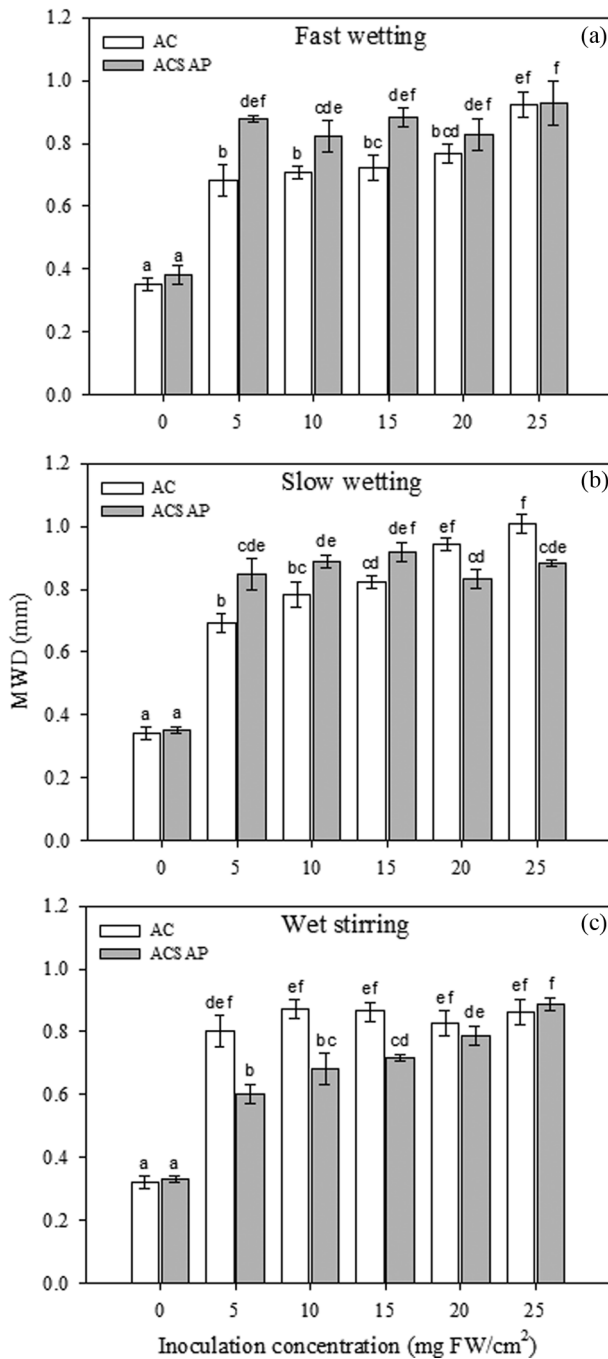 Fast wetting (a)
AC
ACSAP
1.2
1.0
0.8
0.6
0.4
0.2
0.0
a a b def b cde bc def bcd def ef f
0 5 10 15 20 25
Slow wetting (b)
AC
ACSAP
1.2
1.0
0.8
0.6
0.4
0.2
0.0
a a b cde bc de cd def ef cd f cde
0 5 10 15 20 25
MWD (mm)
Wet stirring (c)
AC
ACSAP
1.2
1.0
0.8
0.6
0.4
0.2
0.0
a a def b ef bc ef cd ef de ef f
0 5 10 15 20 25
Inoculation concentration (mg FW/cm²)